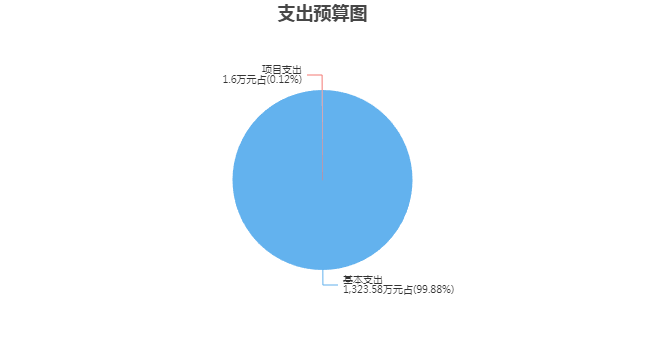 支出预算图
项目支出
1.6万元占(0.12%)
基本支出
1,323.58万元占(99.88%)